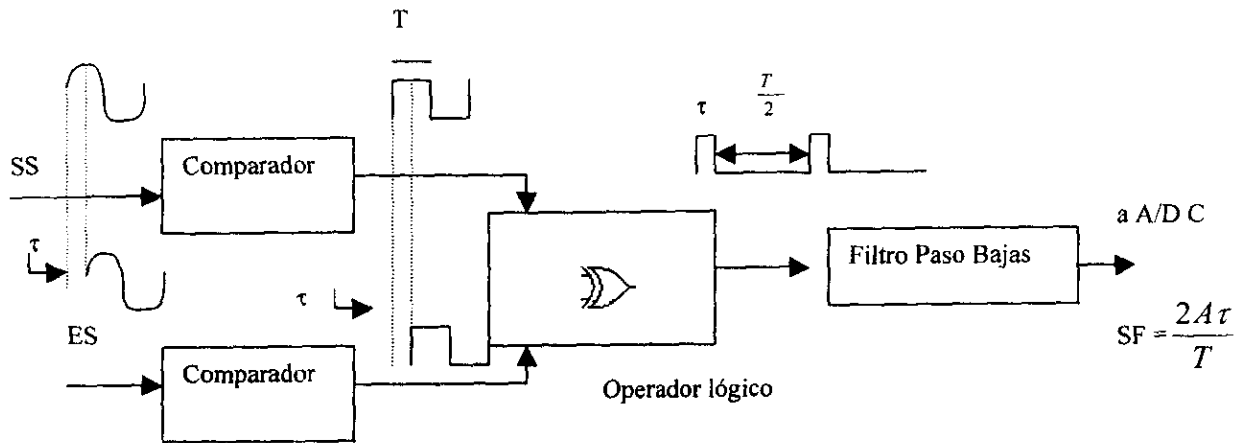 T
τ
T/2
SS
Comparador
a A/D C
τ
Filtro Paso Bajas
τ
ES
SF = 2Aτ/T
Comparador
Operador lógico